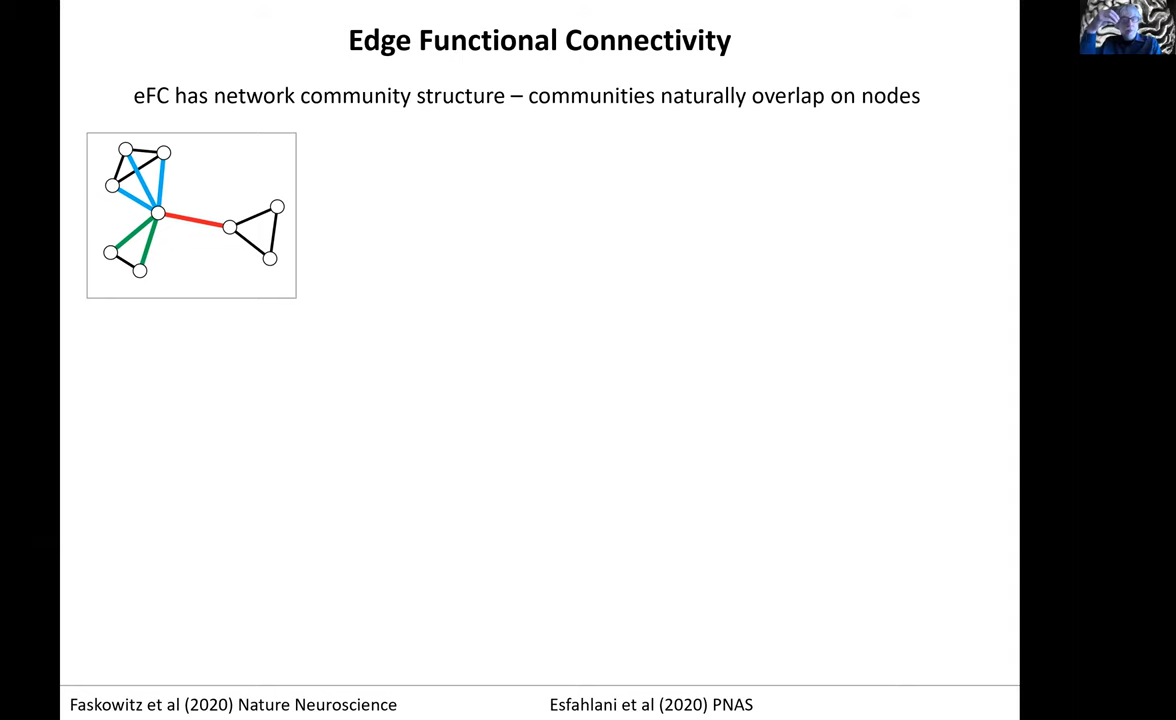 Edge Functional Connectivity
eFC has network community structure – communities naturally overlap on nodes
Faskowitz et al (2020) Nature Neuroscience
Esfahlani et al (2020) PNAS